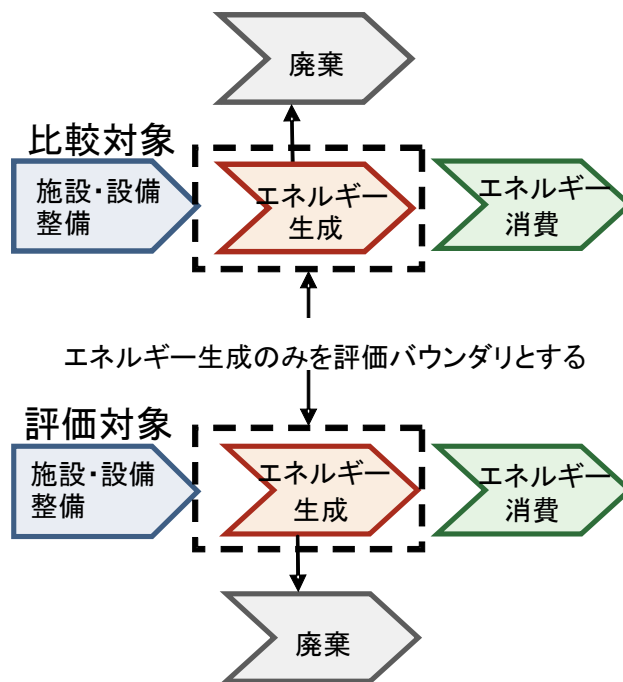 廃棄
比較対象
施設・設備
整備
エネルギー
生成
エネルギー
消費
エネルギー生成のみを評価バウンダリとする
評価対象
施設・設備
整備
エネルギー
生成
エネルギー
消費
廃棄